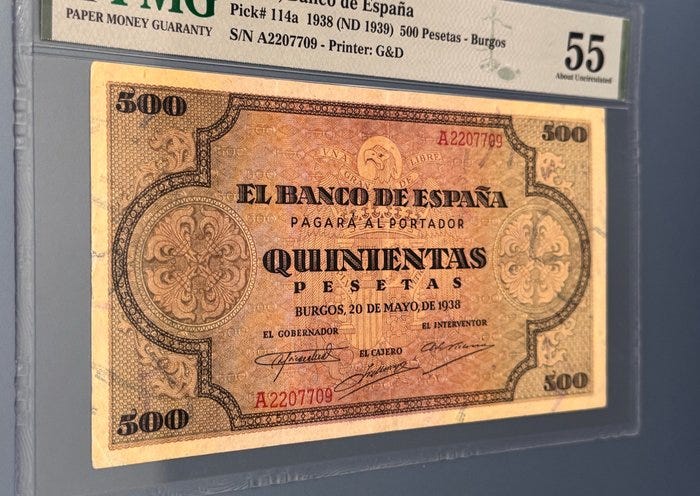 PMG
PAPER MONEY GUARANTY
Banco de España
Pick# 114a 1938 (ND 1939) 500 Pesetas - Burgos
S/N A2207709 - Printer: G&D
55
About Uncirculated
500
A2207709
500
UNA
GRANDE
LIBRE
EL BANCO DE ESPAÑA
PAGARÁ AL PORTADOR
QUINIENTAS
PESETAS
BURGOS, 20 DE MAYO, DE 1938
EL GOBERNADOR
EL CAJERO
EL INTERVENTOR
A2207709
500
500